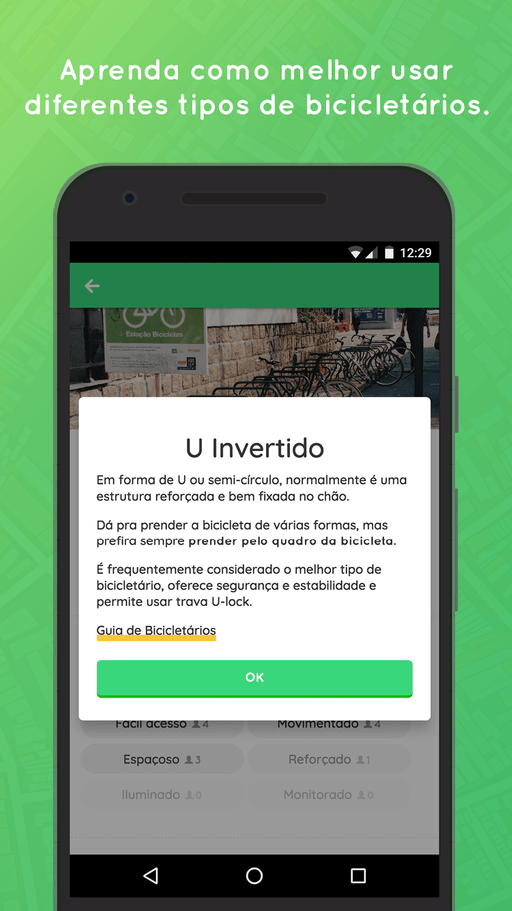 Aprenda como melhor usar
diferentes tipos de bicicletários.
12:29
Estação Bicicletas
U Invertido
Em forma de U ou semi-círculo, normalmente é uma
estrutura reforçada e bem fixada no chão.
Dá pra prender a bicicleta de várias formas, mas
prefira sempre prender pelo quadro da bicicleta.
É frequentemente considerado o melhor tipo de
bicicletário, oferece segurança e estabilidade e
permite usar trava U-lock.
Guia de Bicicletários
OK
Fácil acesso 4
Movimentado 4
Espaçoso 3
Reforçado 1
Iluminado 0
Monitorado 0